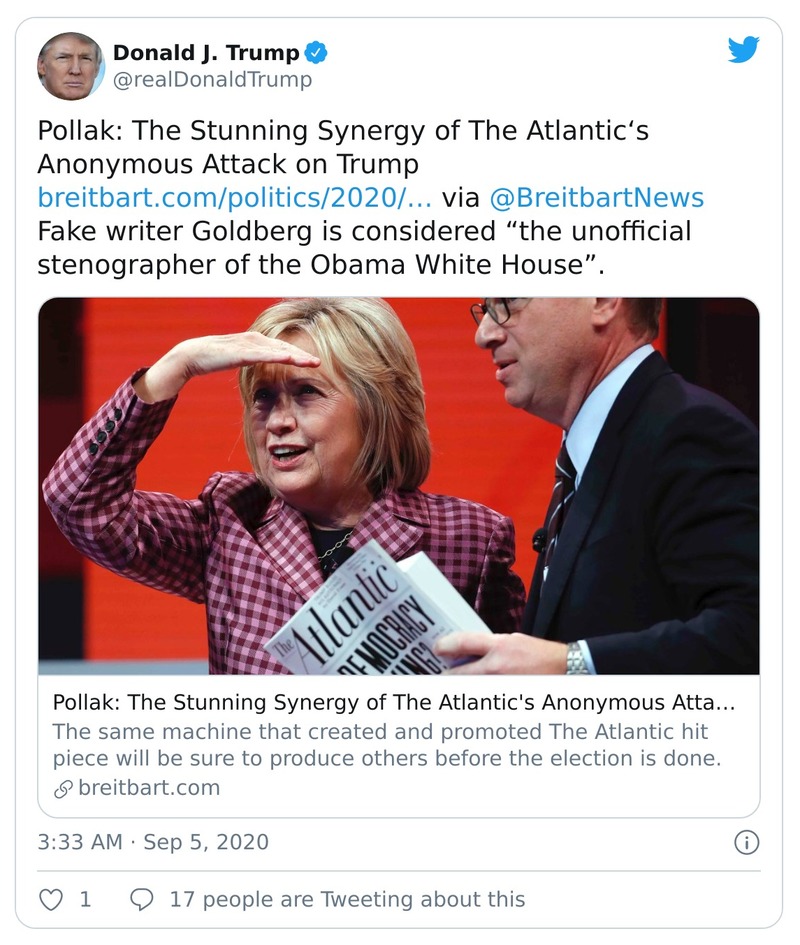 Donald J. Trump
@realDonaldTrump
Pollak: The Stunning Synergy of The Atlantic‘s
Anonymous Attack on Trump
breitbart.com/politics/2020/… via @BreitbartNews
Fake writer Goldberg is considered “the unofficial
stenographer of the Obama White House”.
The
Atlantic
Pollak: The Stunning Synergy of The Atlantic's Anonymous Atta…
The same machine that created and promoted The Atlantic hit
piece will be sure to produce others before the election is done.
breitbart.com
3:33 AM · Sep 5, 2020
1
17 people are Tweeting about this